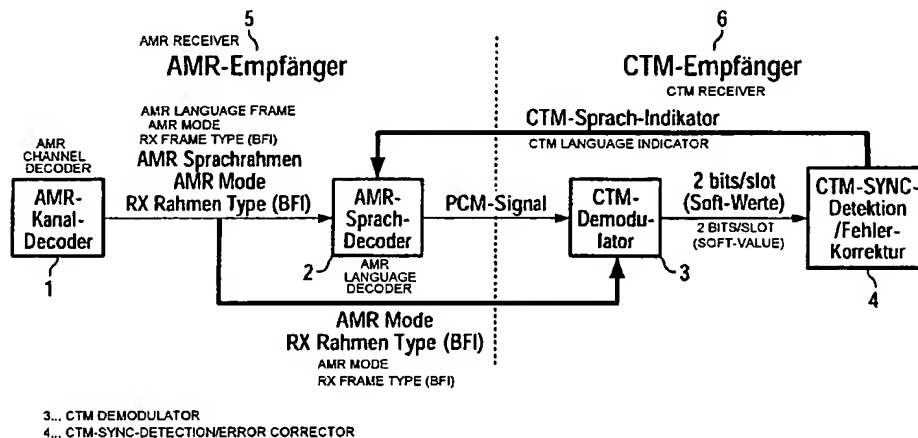 5
AMR RECEIVER
AMR-Empfänger
6
CTM-Empfänger
CTM RECEIVER
AMR LANGUAGE FRAME
AMR MODE
RX FRAME TYPE (BFI)
AMR Sprachrahmen
AMR Mode
RX Rahmen Type (BFI)
CTM-Sprach-Indikator
CTM LANGUAGE INDICATOR
AMR
CHANNEL
DECODER
AMR-
Kanal-
Decoder
1
AMR-
Sprach-
Decoder
2
AMR
LANGUAGE
DECODER
PCM-Signal
CTM-
Demodu-
lator
3
2 bits/slot
(Soft-Werte)
2 BITS/SLOT
(SOFT-VALUE)
CTM-SYNC-
Detektion
/Fehler-
Korrektur
4
AMR Mode
RX Rahmen Type (BFI)
AMR MODE
RX FRAME TYPE (BFI)
3... CTM DEMODULATOR
4... CTM-SYNC-DETECTION/ERROR CORRECTOR